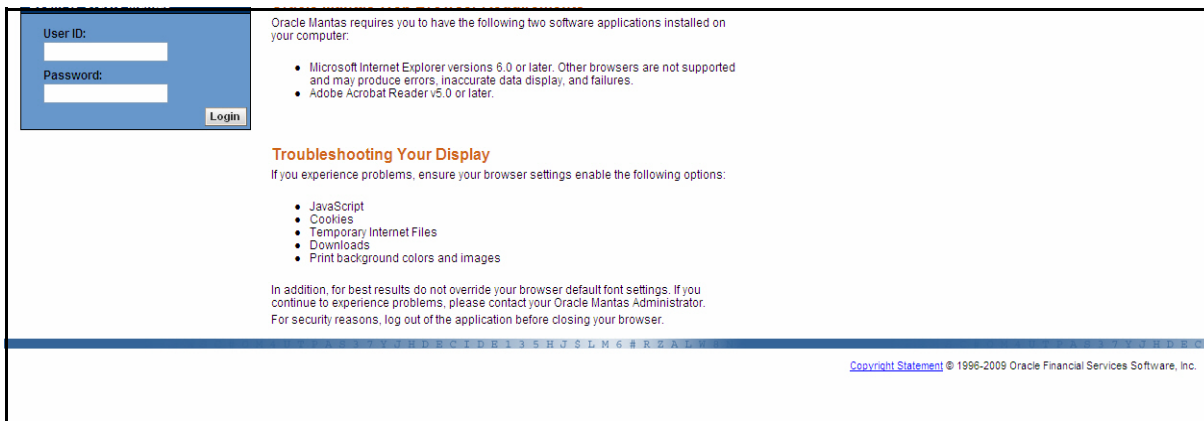 User ID:
Password:
Login
Oracle Mantas requires you to have the following two software applications installed on
your computer:
• Microsoft Internet Explorer versions 6.0 or later. Other browsers are not supported
and may produce errors, inaccurate data display, and failures.
• Adobe Acrobat Reader v5.0 or later.
Troubleshooting Your Display
If you experience problems, ensure your browser settings enable the following options:
• JavaScript
• Cookies
• Temporary Internet Files
• Downloads
• Print background colors and images
In addition, for best results do not override your browser default font settings. If you
continue to experience problems, please contact your Oracle Mantas Administrator.
For security reasons, log out of the application before closing your browser.
Copyright Statement © 1996-2009 Oracle Financial Services Software, Inc.